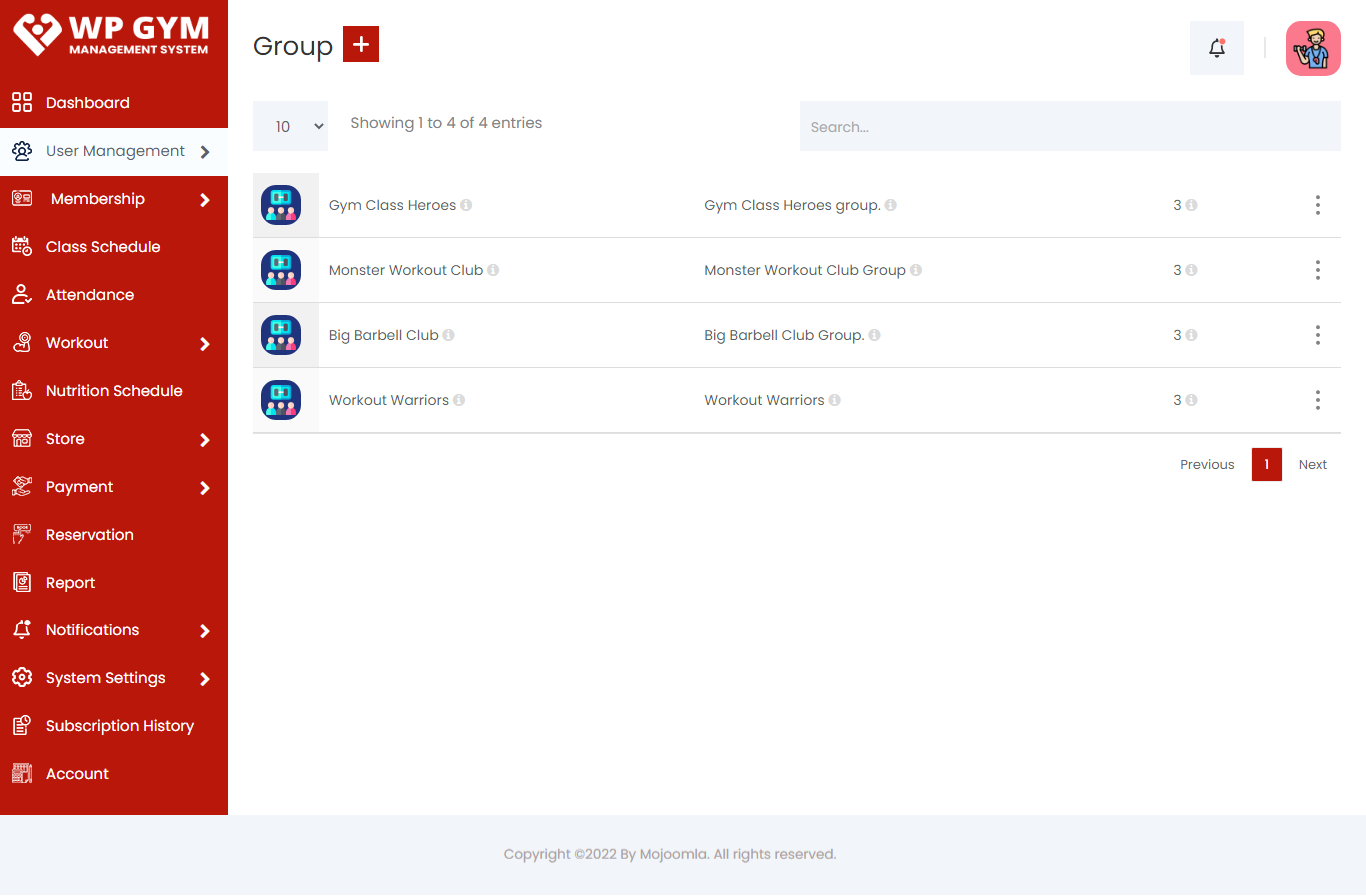 WP GYM
MANAGEMENT SYSTEM
Dashboard
User Management
Membership
Class Schedule
Attendance
Workout
Nutrition Schedule
Store
Payment
Reservation
Report
Notifications
System Settings
Subscription History
Account
Group
10
Showing 1 to 4 of 4 entries
Search...
Gym Class Heroes Gym Class Heroes group. 3
Monster Workout Club Monster Workout Club Group 3
Big Barbell Club Big Barbell Club Group. 3
Workout Warriors Workout Warriors 3
Previous 1 Next
Copyright ©2022 By Mojoomla. All rights reserved.